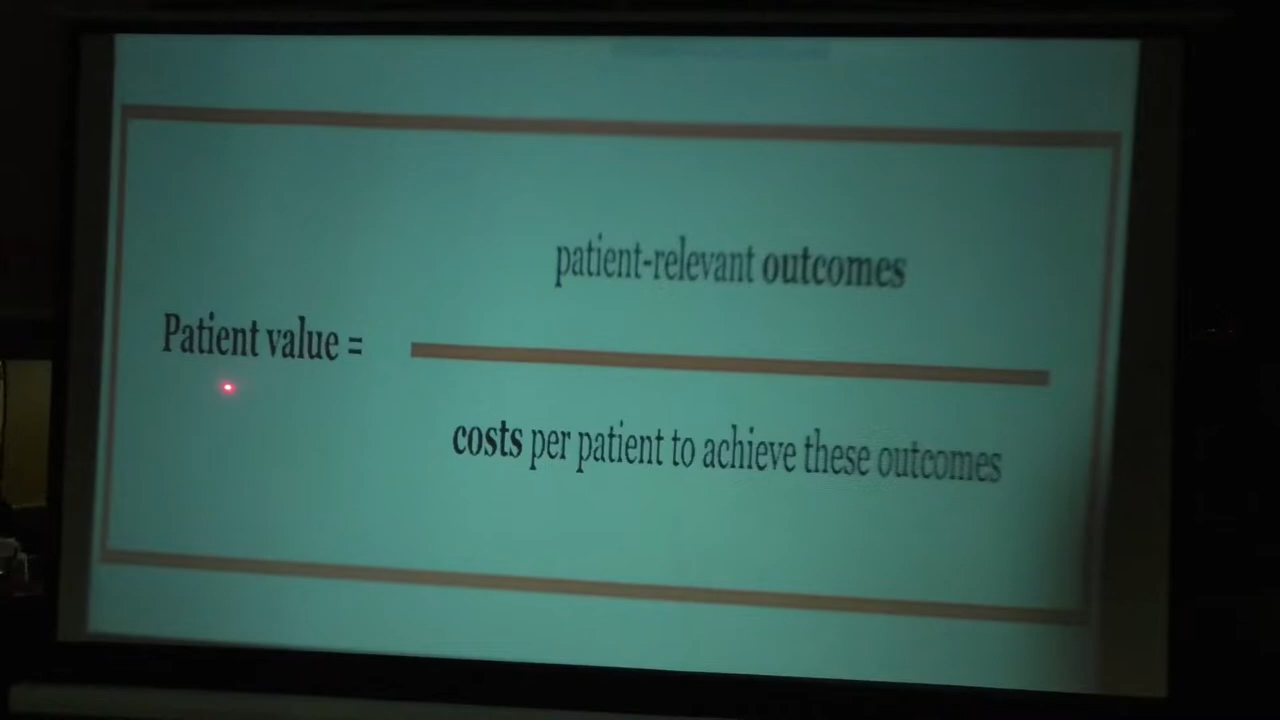 patient-relevant outcomes
Patient value =
costs per patient to achieve these outcomes